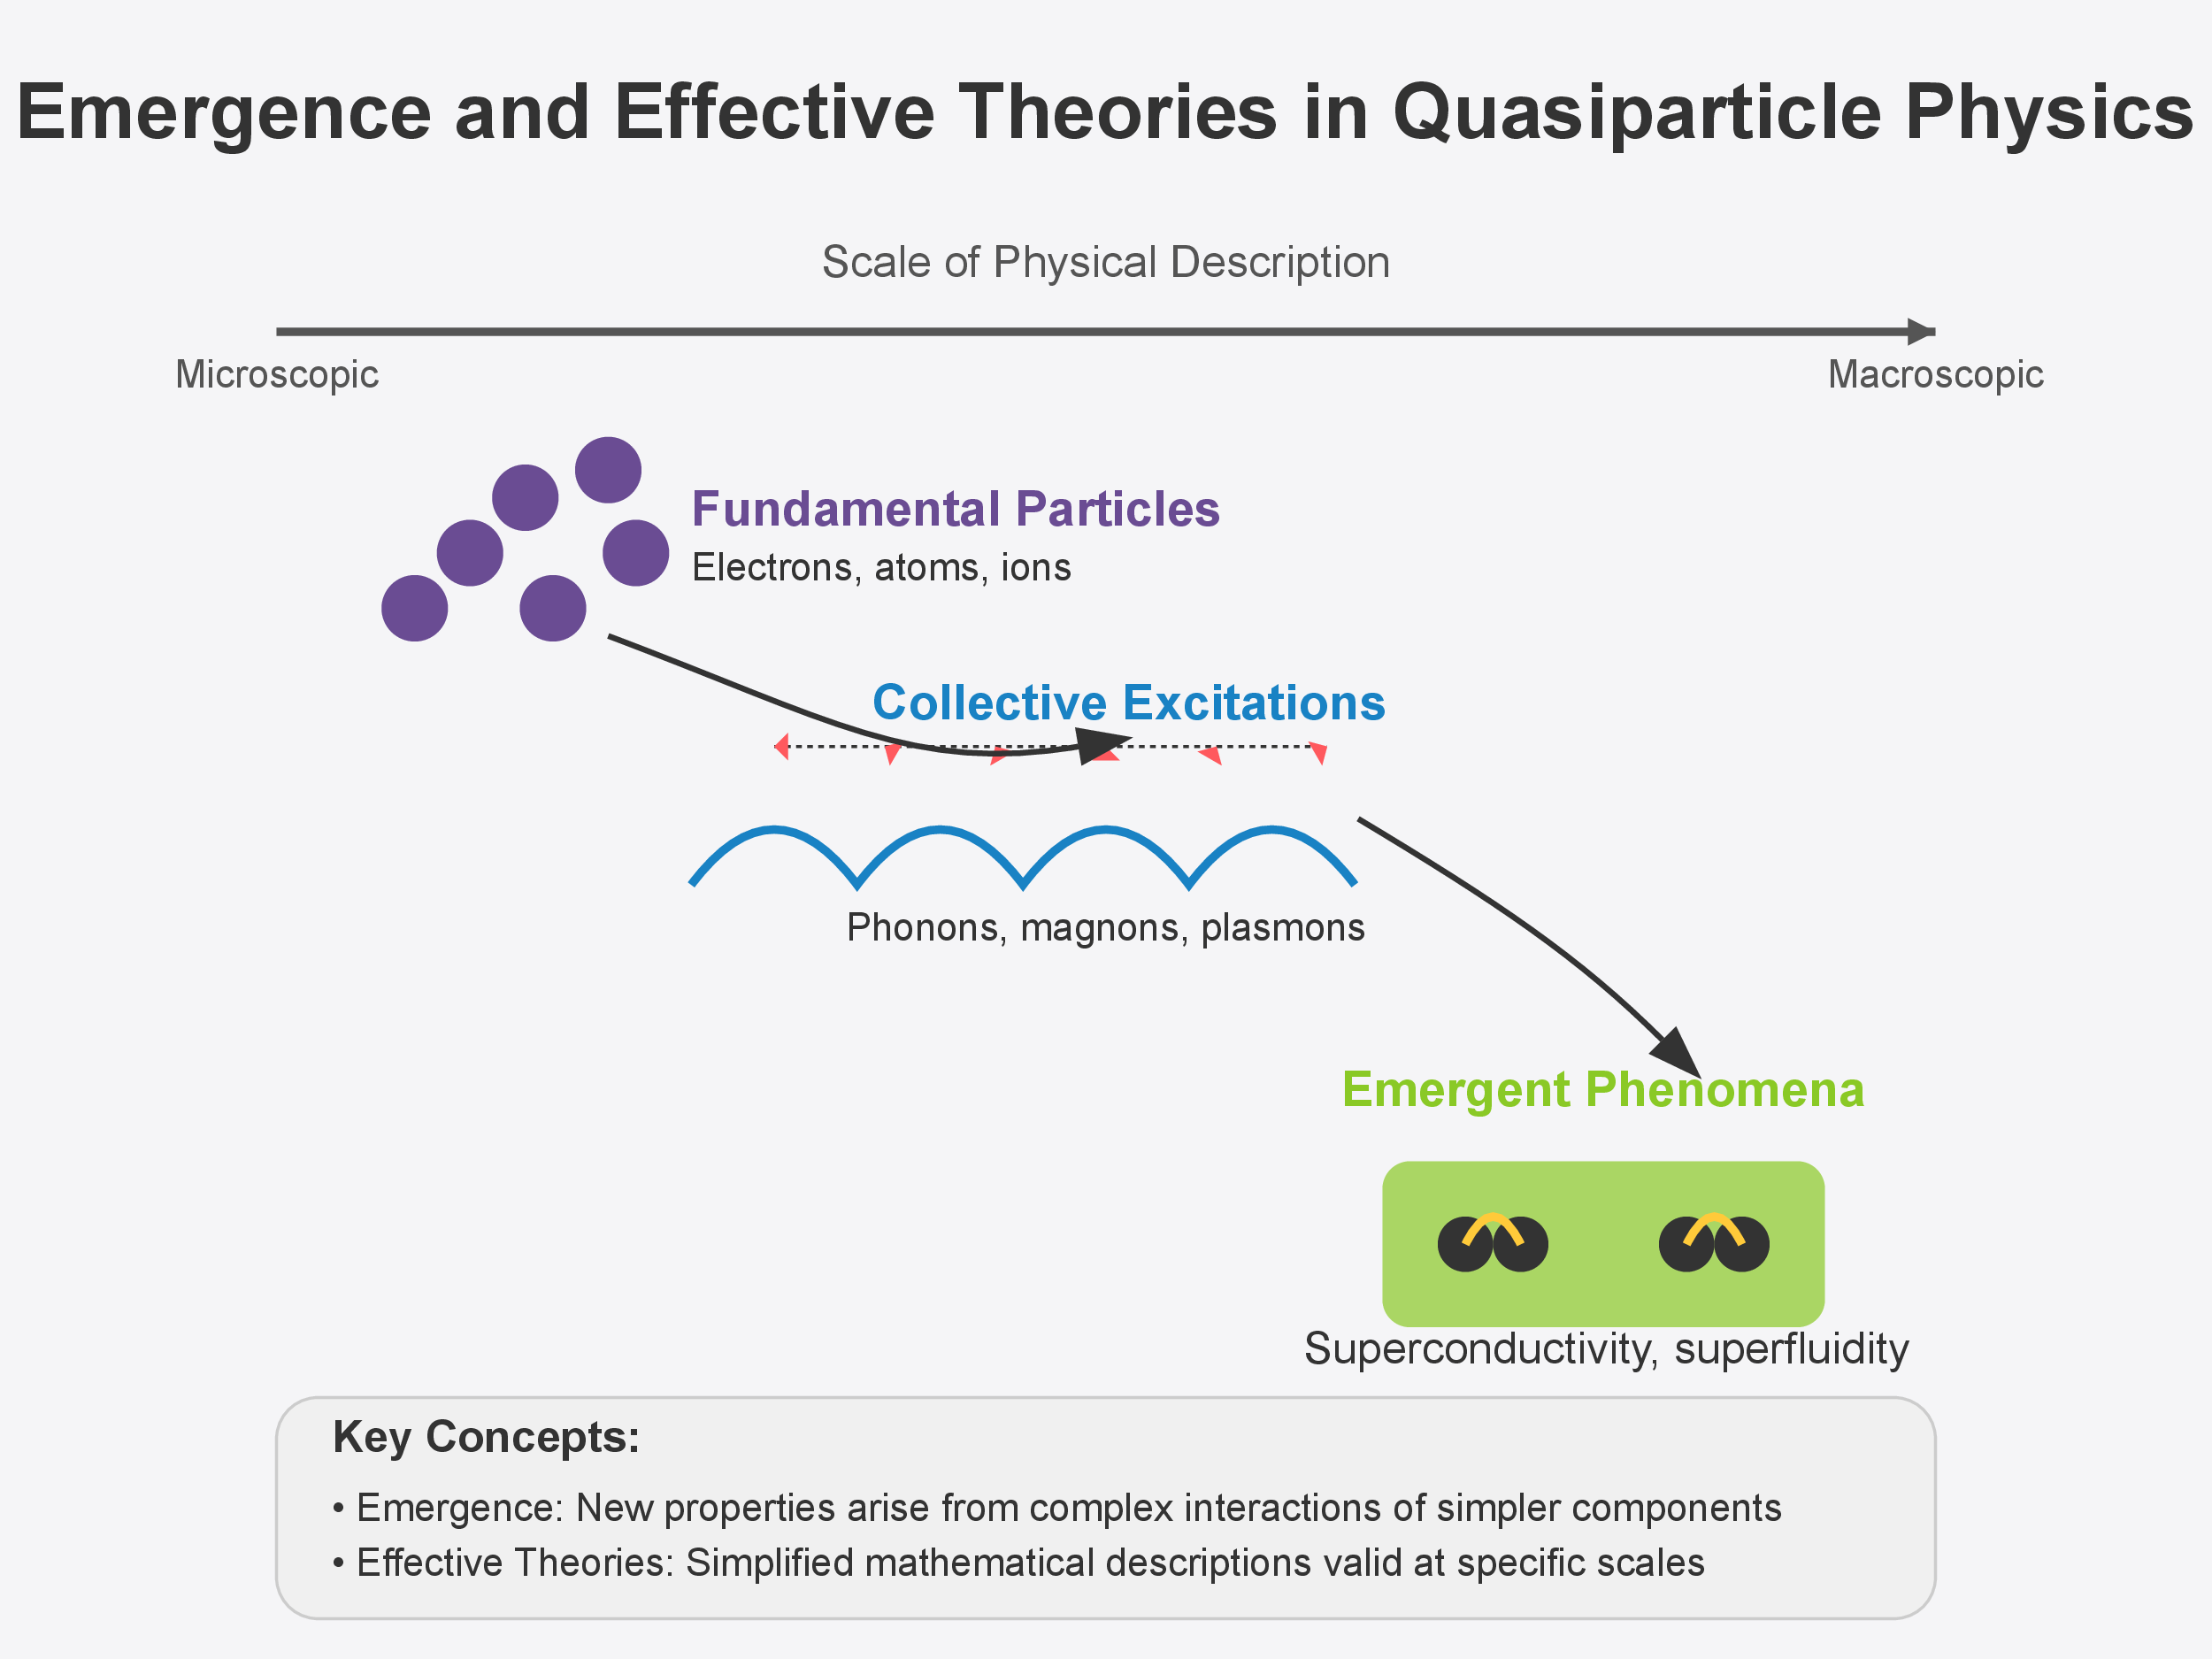 Emergence and Effective Theories in Quasiparticle Physics
Scale of Physical Description
Microscopic
Macroscopic
Fundamental Particles
Electrons, atoms, ions
Collective Excitations
Phonons, magnons, plasmons
Emergent Phenomena
Superconductivity, superfluidity
Key Concepts:
• Emergence: New properties arise from complex interactions of simpler components
• Effective Theories: Simplified mathematical descriptions valid at specific scales